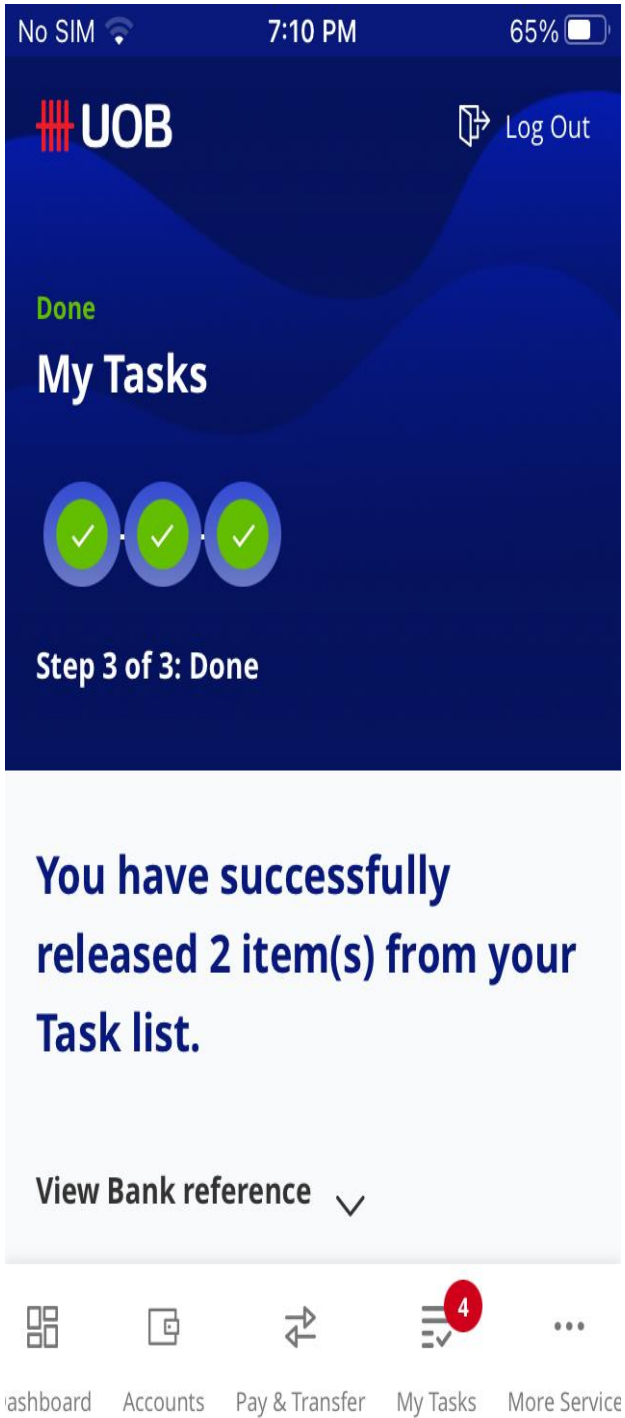 No SIM 7:10 PM 65%
UOB Log Out
Done
My Tasks
Step 3 of 3: Done
You have successfully
released 2 item(s) from your
Task list.
View Bank reference
4
ashboard Accounts Pay & Transfer My Tasks More Service